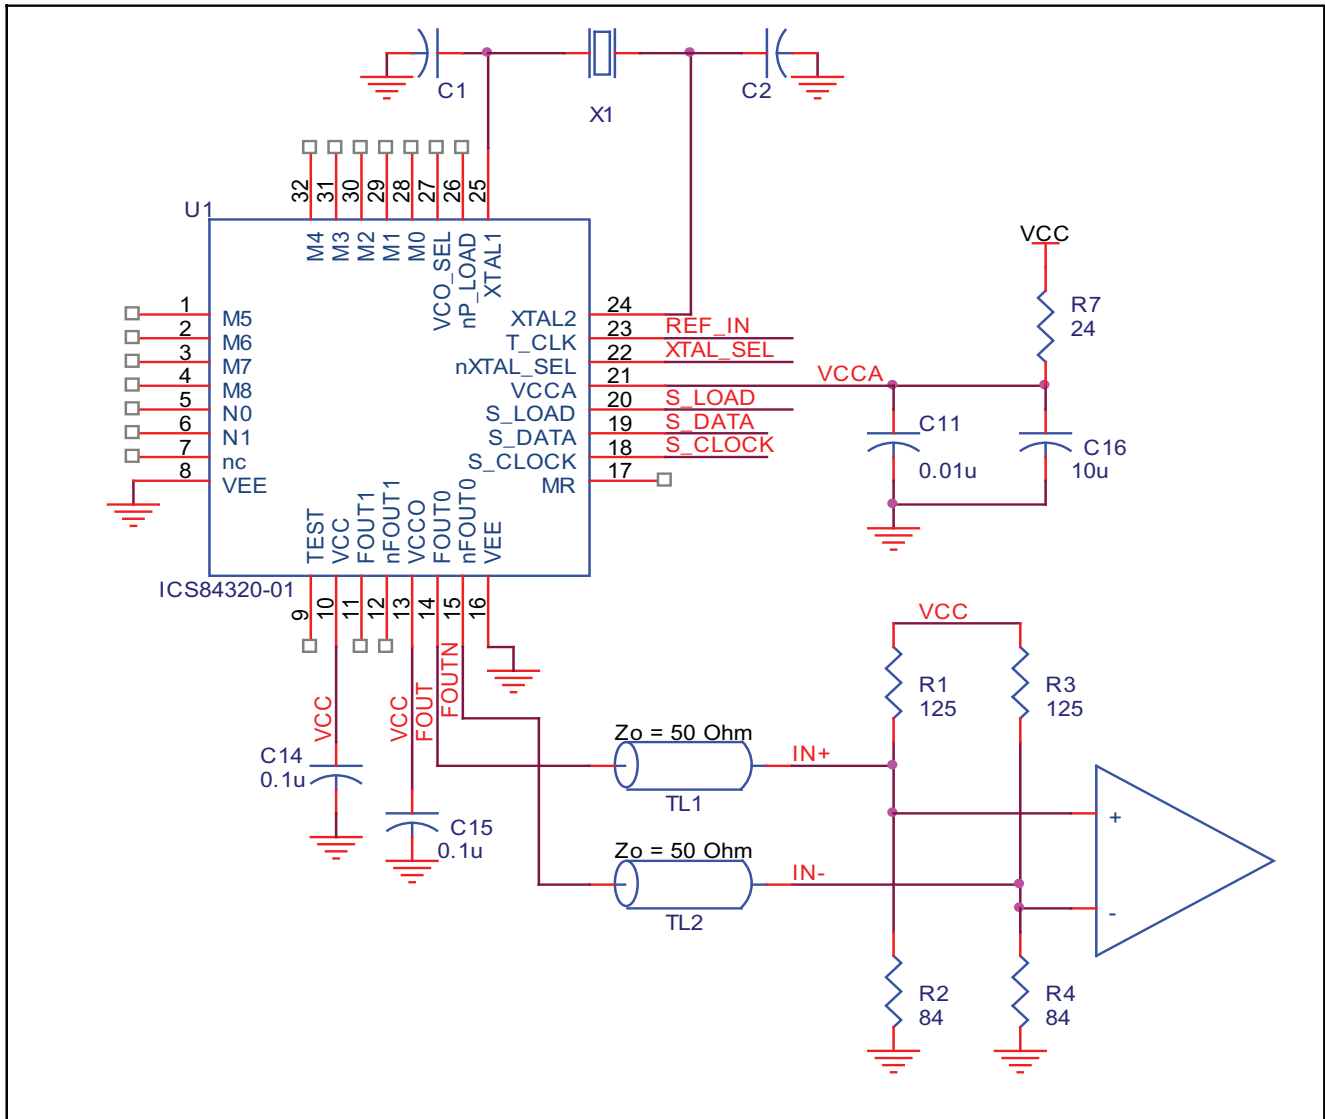 C1
X1
C2
U1
32
31
30
29
28
27
26
25
M4
M3
M2
M1
M0
VCO_SEL
nP_LOAD
XTAL1
1
2
3
4
5
6
7
8
M5
M6
M7
M8
N0
N1
nc
VEE
XTAL2
T_CLK
nXTAL_SEL
VCCA
S_LOAD
S_DATA
S_CLOCK
MR
24
23
22
21
20
19
18
17
REF_IN
XTAL_SEL
VCCA
S_LOAD
S_DATA
S_CLOCK
VCC
R7
24
C11
0.01u
C16
10u
TEST
VCC
FOUT1
nFOUT1
VCCO
FOUT0
nFOUT0
VEE
ICS84320-01
9
10
11
12
13
14
15
16
VCC
VCC
FOUT
FOUTN
C14
0.1u
C15
0.1u
Zo = 50 Ohm
TL1
IN+
Zo = 50 Ohm
TL2
IN-
VCC
R1
125
R3
125
+
-
R2
84
R4
84